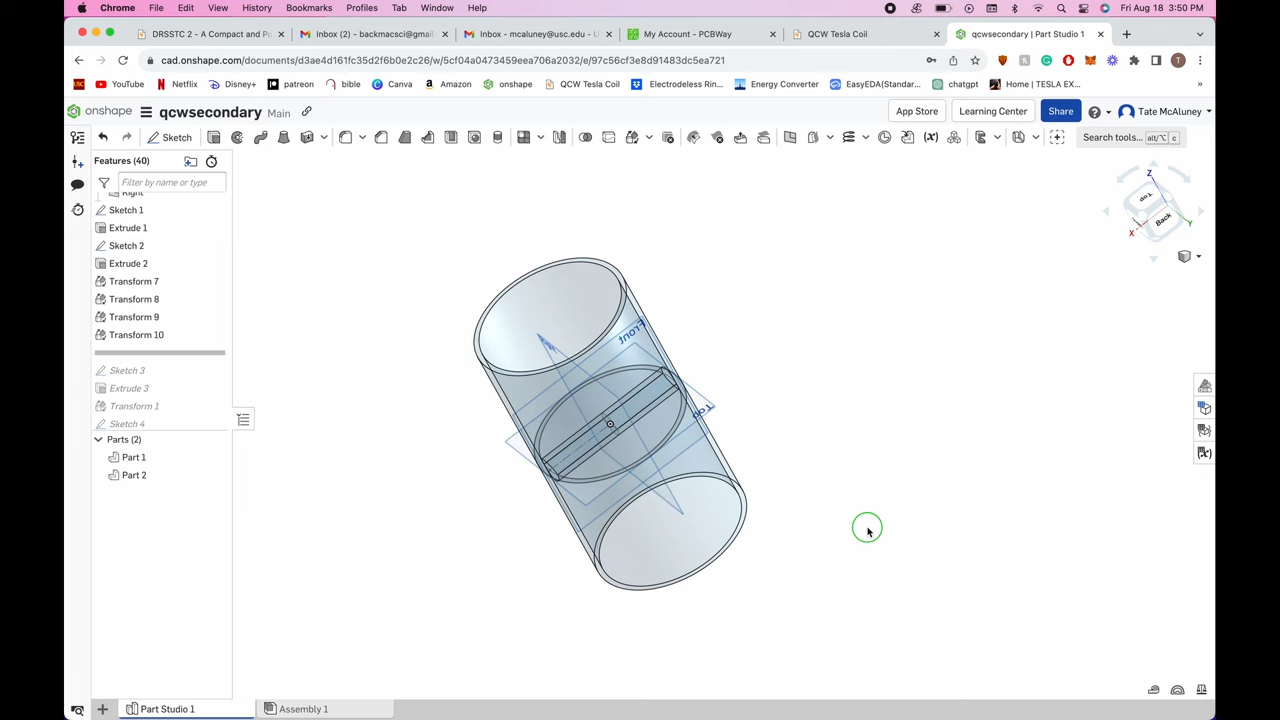 Chrome File Edit View History Bookmarks Profiles Tab Window Help Fri Aug 18 3:50 PM
DRSSTC 2 - A Compact and Po Inbox (2) - backmacsci@gmail. Inbox - mcaluney@usc.edu - U My Account - PCBWay QCW Tesla Coil qcwsecondary | Part Studio 1
cad.onshape.com/documents/d3ae4d161fc35d2f6b0e2c26/w/5cf04a0473459eea706a2032/e/97c56cf3e8d91483dc5ea721
YouTube Netflix Disney+ patreon bible Canva Amazon onshape QCW Tesla Coil Electrodeless Rin... Energy Converter EasyEDA(Standar... chatgpt Home | TESLA EX... »
onshape qcwsecondary Main App Store Learning Center Share Tate McAluney
Sketch Search tools... alt/⌥ c
Features (40)
Filter by name or type
Right
Sketch 1
Extrude 1
Sketch 2
Extrude 2
Transform 7
Transform 8
Transform 9
Transform 10
Sketch 3
Extrude 3
Transform 1
Sketch 4
Parts (2)
Part 1
Part 2
Front
Top
Z
Top
Back
X
Y
Part Studio 1 Assembly 1